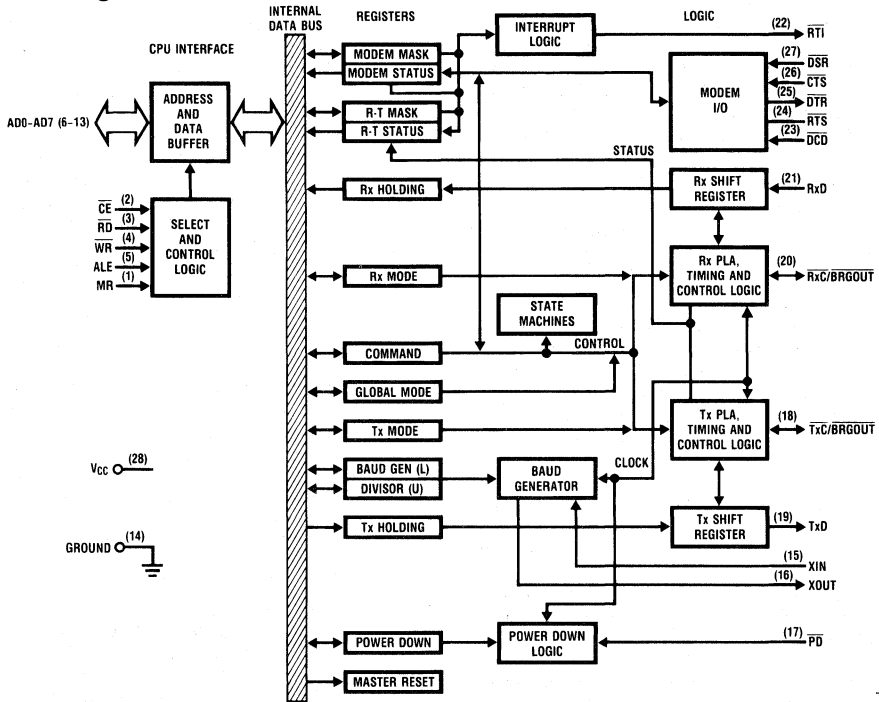 INTERNAL
DATA BUS
REGISTERS
LOGIC
CPU INTERFACE
ADDRESS
AND
DATA
BUFFER
AD0–AD7 (6–13)
SELECT
AND
CONTROL
LOGIC
CE (2)
RD (3)
WR (4)
ALE (5)
MR (1)
VCC (28)
GROUND (14)
MODEM MASK
MODEM STATUS
R-T MASK
R-T STATUS
Rx HOLDING
Rx MODE
COMMAND
GLOBAL MODE
Tx MODE
BAUD GEN (L)
DIVISOR (U)
Tx HOLDING
POWER DOWN
MASTER RESET
INTERRUPT
LOGIC
STATUS
STATE
MACHINES
CONTROL
CLOCK
BAUD
GENERATOR
POWER DOWN
LOGIC
MODEM
I/O
Rx SHIFT
REGISTER
Rx PLA,
TIMING AND
CONTROL LOGIC
Tx PLA,
TIMING AND
CONTROL LOGIC
Tx SHIFT
REGISTER
(22) RTI
(27) DSR
(26) CTS
(25) DTR
(24) RTS
(23) DCD
(21) RxD
(20) RxC/BRGOUT
(18) TxC/BRGOUT
(19) TxD
(15) XIN
(16) XOUT
(17) PD